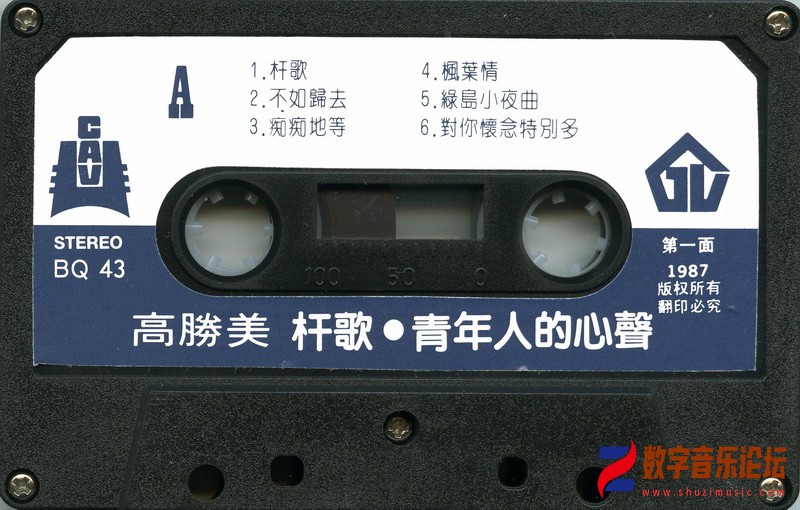 A
1.杆歌
2.不如歸去
3.痴痴地等
4.楓葉情
5.綠島小夜曲
6.對你懷念特別多
CAV
GV
STEREO
BQ 43
100 50 0
第一面
1987
版权所有
翻印必究
高勝美 杆歌●青年人的心聲
数字音乐论坛
www.shuzimusic.com